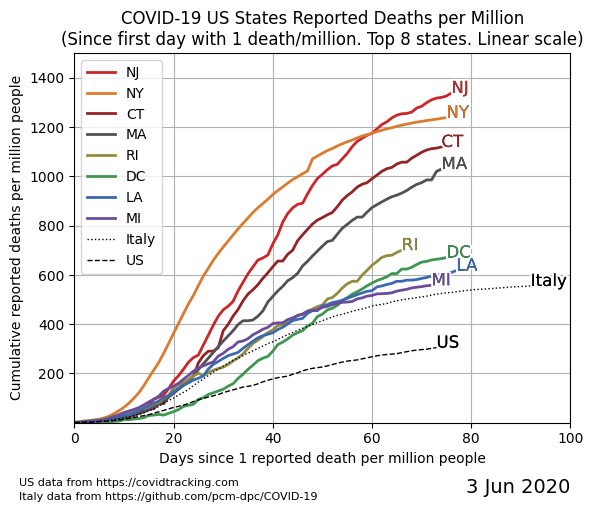 COVID-19 US States Reported Deaths per Million
(Since first day with 1 death/million. Top 8 states. Linear scale)
Cumulative reported deaths per million people
1400
1200
1000
800
600
400
200
NJ
NY
CT
MA
RI
DC
LA
MI
Italy
US
NJ
NY
CT
MA
RI
DC
LA
MI
Italy
US
0
20
40
60
80
100
Days since 1 reported death per million people
US data from https://covidtracking.com
Italy data from https://github.com/pcm-dpc/COVID-19
3 Jun 2020